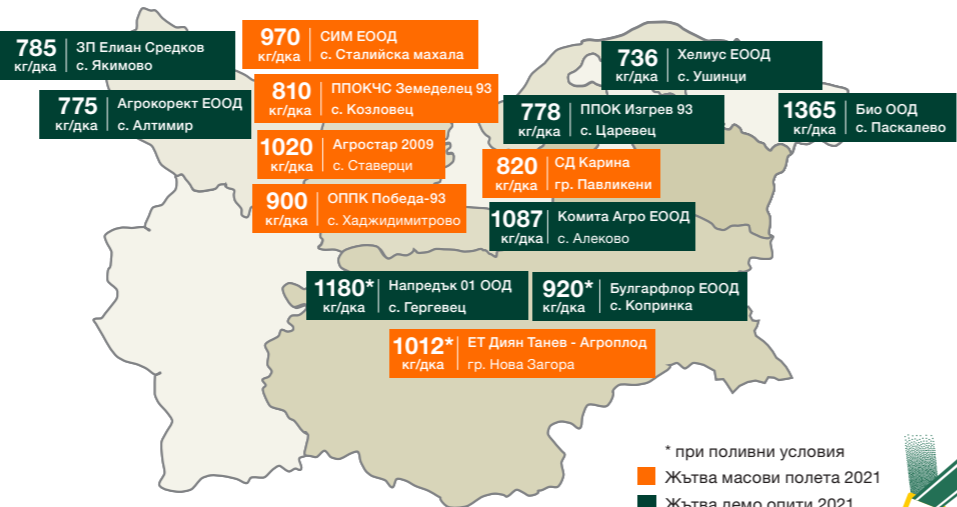 785 ЗП Елиан Средков
кг/дка с. Якимово
970 СИМ ЕООД
кг/дка с. Сталийска махала
736 Хелиус ЕООД
кг/дка с. Ушинци
775 Агрокорект ЕООД
кг/дка с. Алтимир
810 ППОКЧС Земеделец 93
кг/дка с. Козловец
778 ППОК Изгрев 93
кг/дка с. Царевец
1365 Био ООД
кг/дка с. Паскалево
1020 Агростар 2009
кг/дка с. Ставерци
820 СД Карина
кг/дка гр. Павликени
900 ОППК Победа-93
кг/дка с. Хаджидимитрово
1087 Комита Агро ЕООД
кг/дка с. Алеково
1180* Напредък 01 ООД
кг/дка с. Гергевец
920* Булгарфлор ЕООД
кг/дка с. Копринка
1012* ЕТ Диян Танев - Агроплод
кг/дка гр. Нова Загора
* при поливни условия
Жътва масови полета 2021
Жътва демо опити 2021